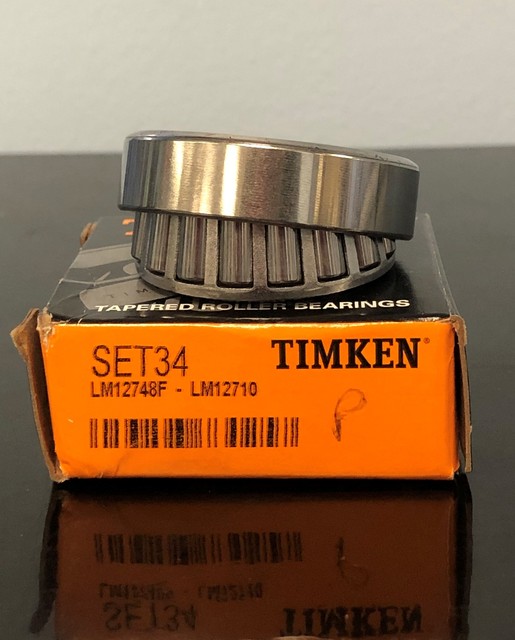 TAPERED ROLLER BEARINGS
SET34
TIMKEN®
LM12748F - LM12710
P